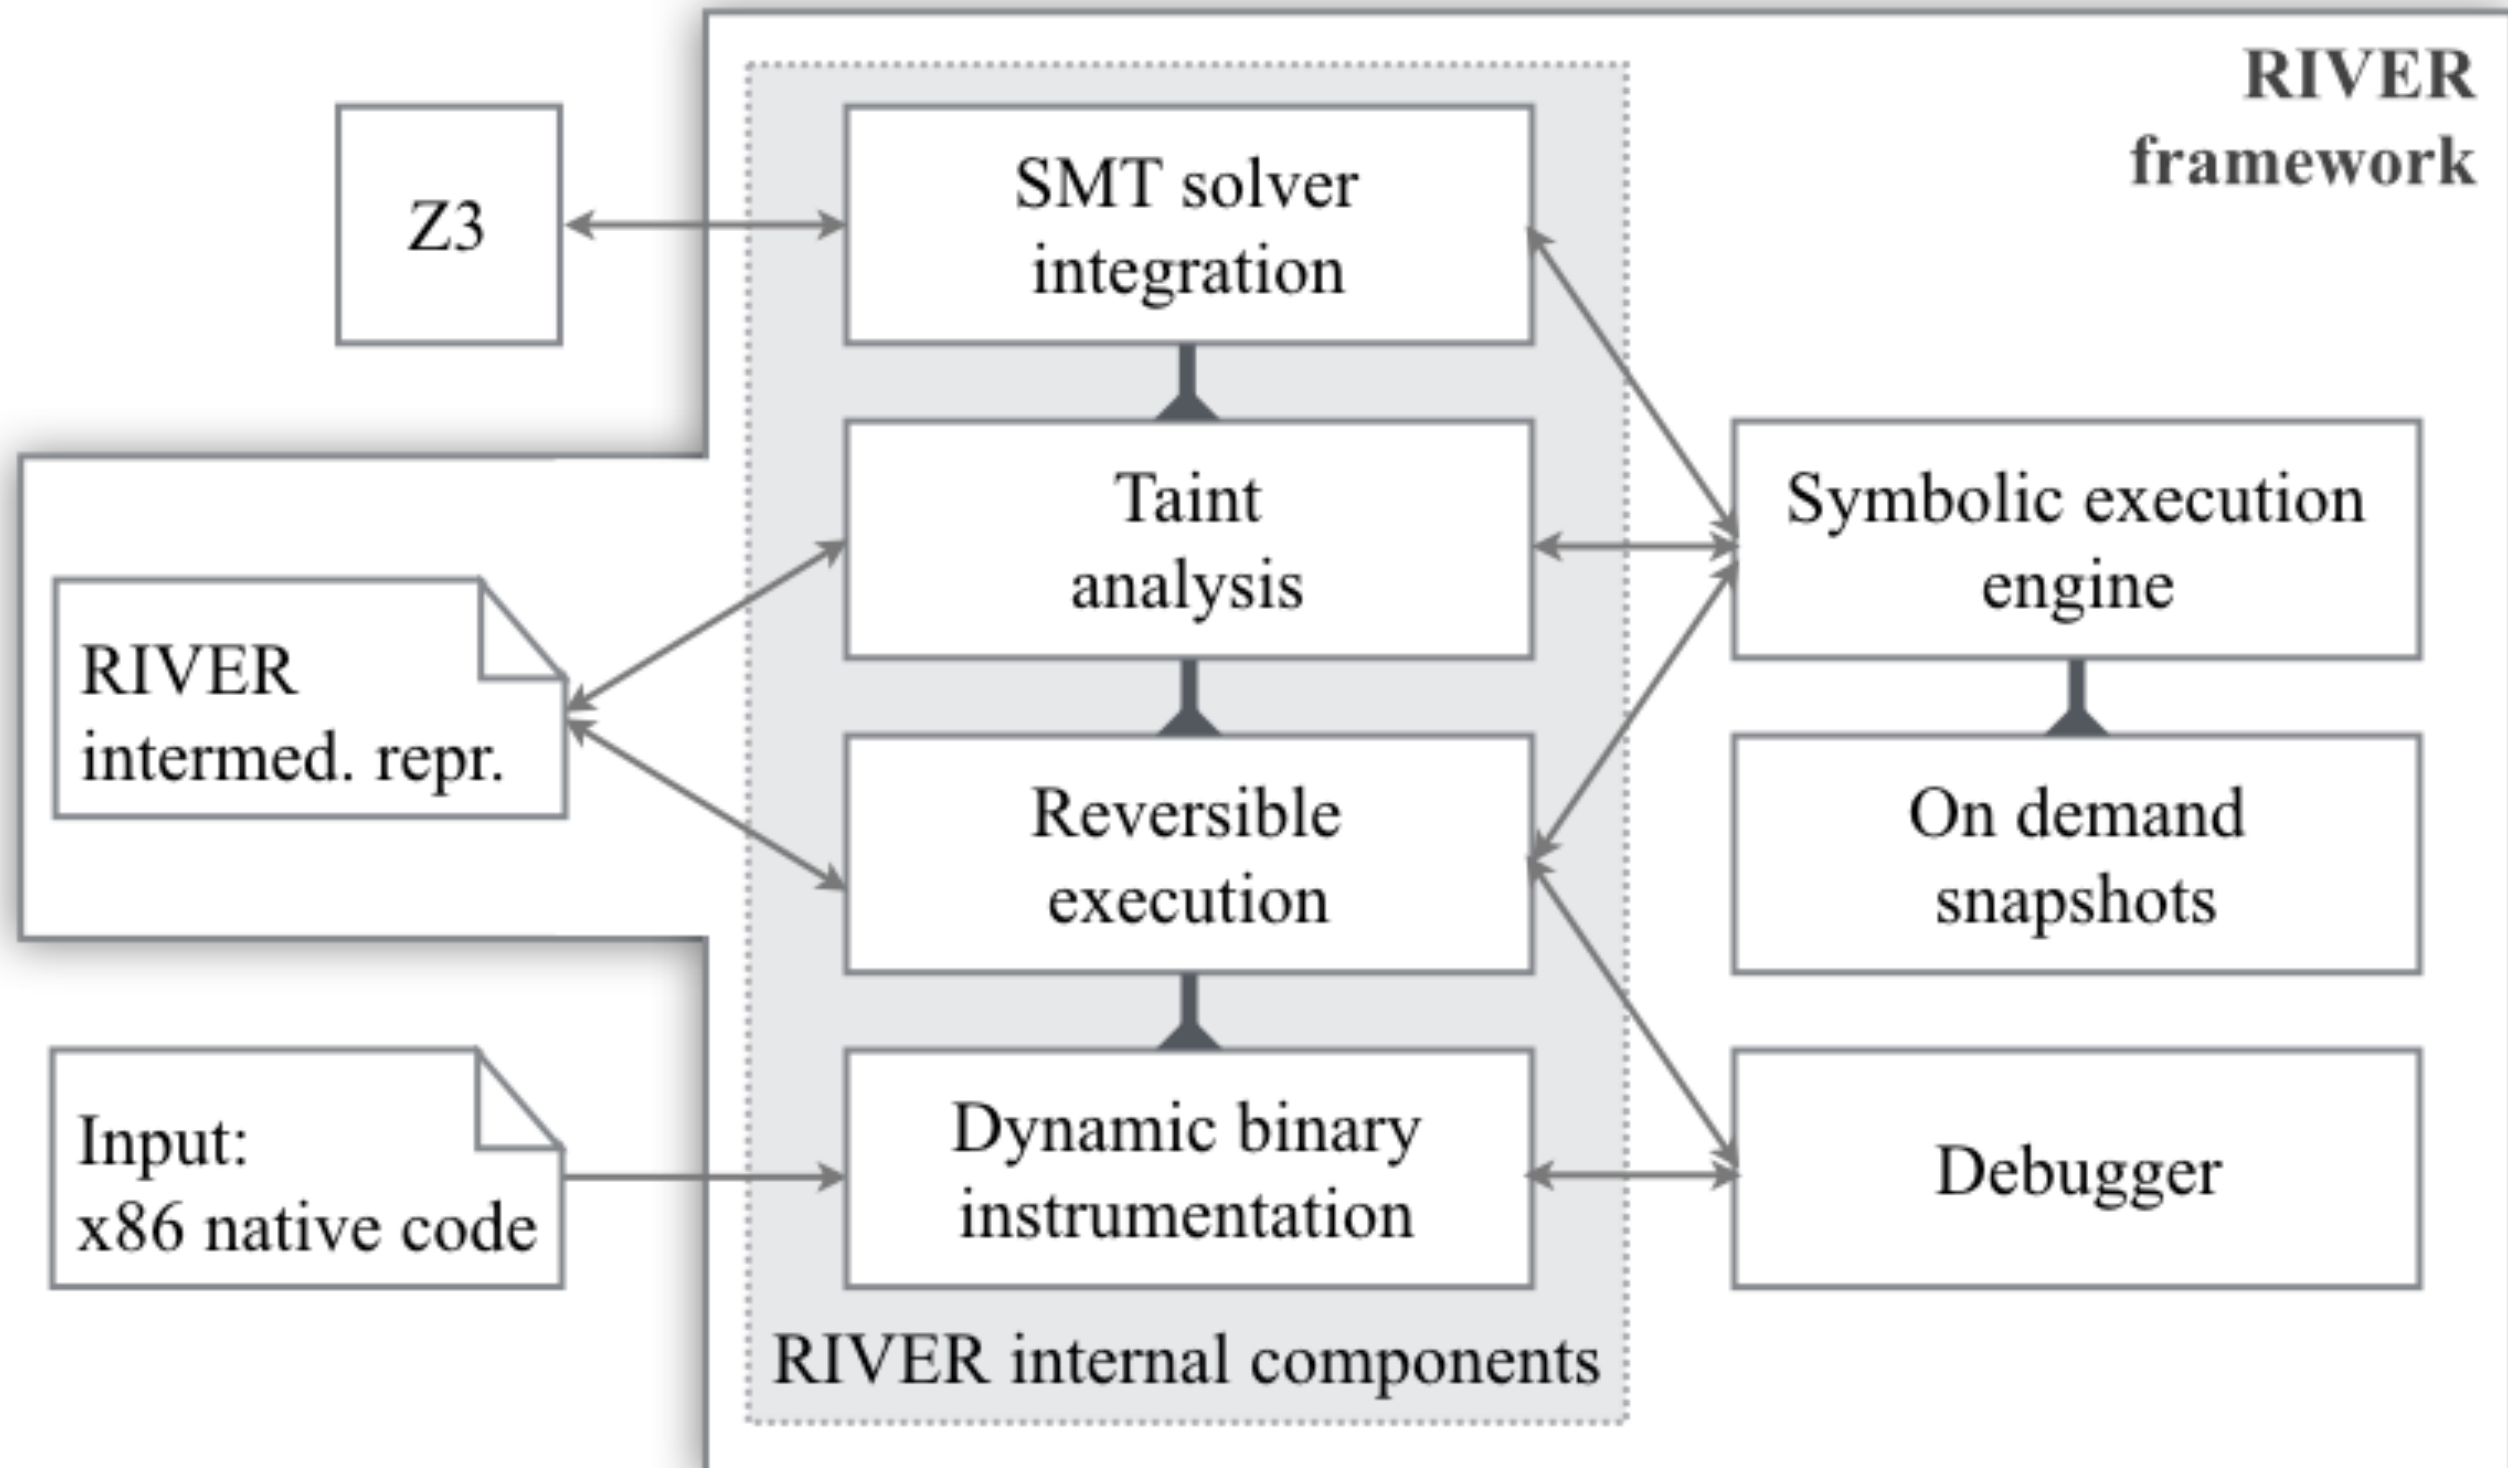 RIVER
framework
Z3
SMT solver
integration
Taint
analysis
Symbolic execution
engine
RIVER
intermed. repr.
Reversible
execution
On demand
snapshots
Input:
x86 native code
Dynamic binary
instrumentation
Debugger
RIVER internal components